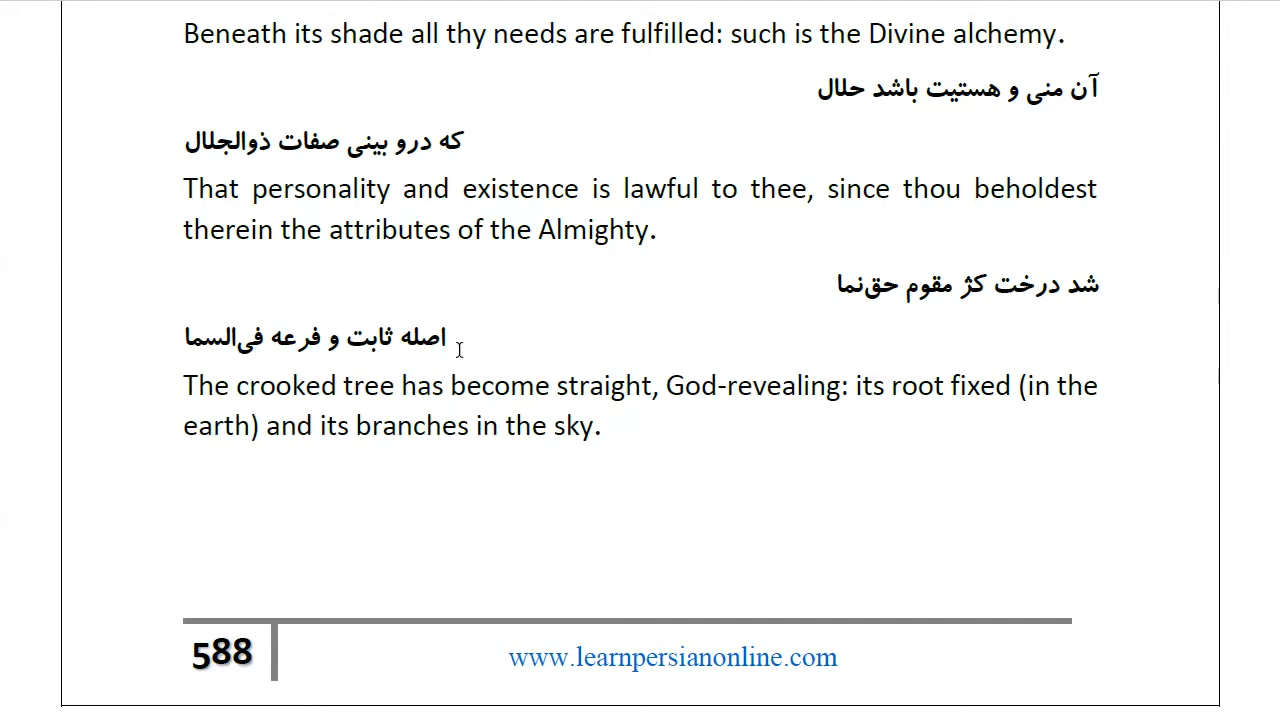 Beneath its shade all thy needs are fulfilled: such is the Divine alchemy.
آن منی و هستیت باشد حلال
که درو بینی صفات ذوالجلال
That personality and existence is lawful to thee, since thou beholdest
therein the attributes of the Almighty.
شد درخت کژ مقوم حق‌نما
اصله ثابت و فرعه فی‌السما
The crooked tree has become straight, God-revealing: its root fixed (in the
earth) and its branches in the sky.
588
www.learnpersianonline.com